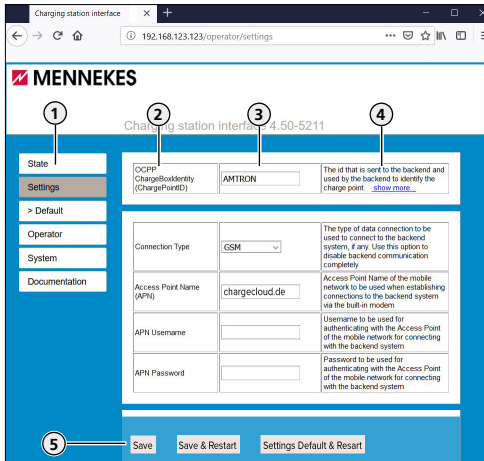 Charging station interface
192.168.123.123/operator/settings
MENNEKES
1
2
3
4
Charging station interface 4.50-5211
State
Settings
> Default
Operator
System
Documentation
OCPP
ChargeBoxIdentity
(ChargePointID)
AMTRON
The id that is sent to the backend and
used by the backend to identify the
charge point. show more...
Connection Type
GSM
The type of data connection to be
used to connect to the backend
system, if any. Use this option to
disable backend communication
completely
Access Point Name
(APN)
chargecloud.de
Access Point Name of the mobile
network to be used when establishing
connections to the backend system
via the built-in modem
APN Username
Username to be used for
authenticating with the Access Point
of the mobile network for connecting
with the backend system
APN Password
Password to be used for
authenticating with the Access Point
of the mobile network for connecting
with the backend system
5
Save
Save & Restart
Settings Default & Resart